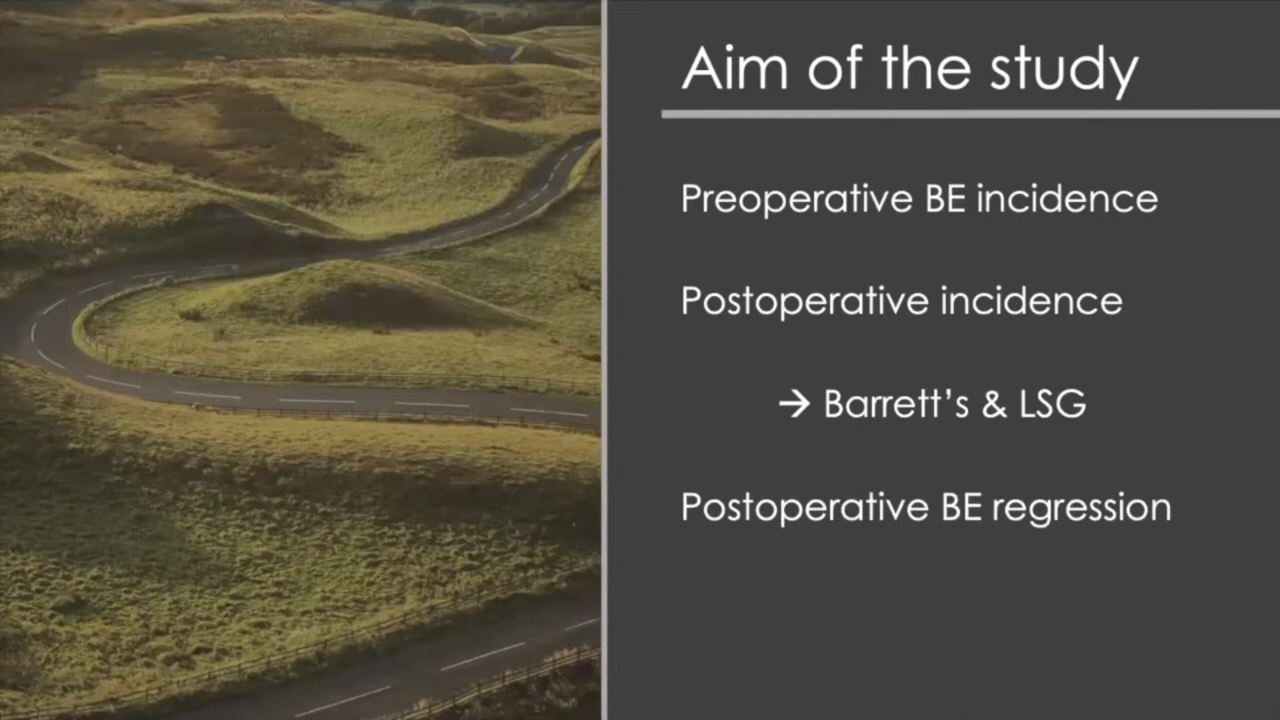 Aim of the study
Preoperative BE incidence
Postoperative incidence
→ Barrett's & LSG
Postoperative BE regression